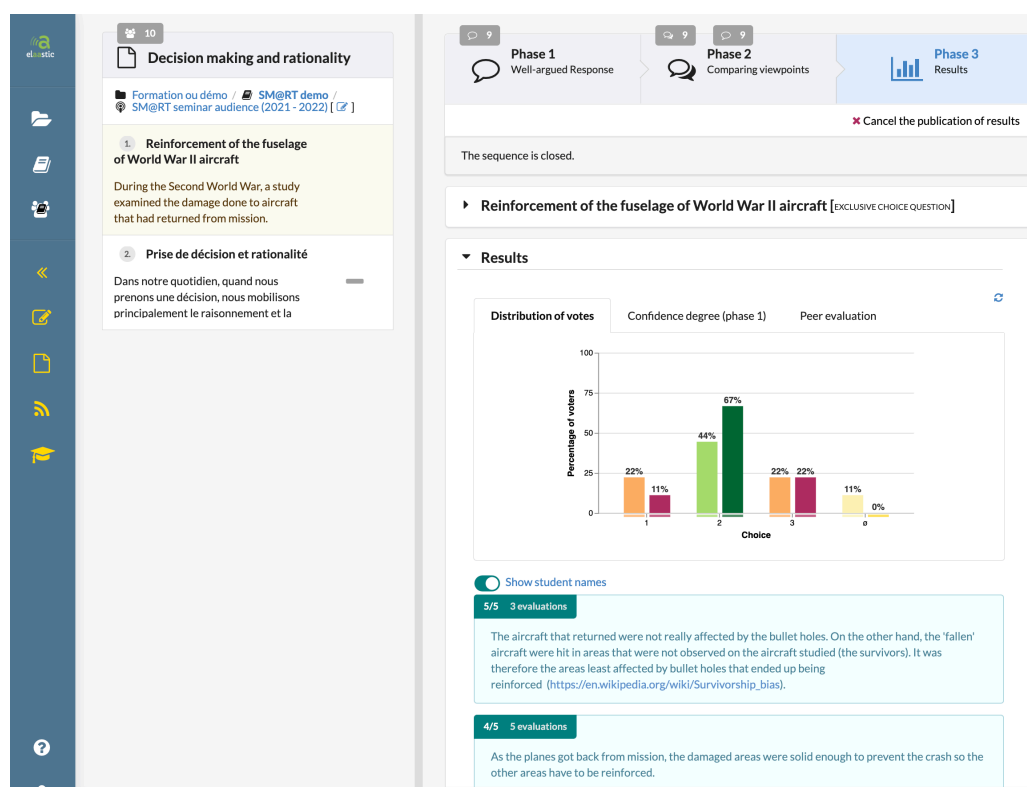 elaastic
10
Decision making and rationality
Formation ou démo / SM@RT demo /
SM@RT seminar audience (2021 - 2022) [ ]
1. Reinforcement of the fuselage
of World War II aircraft
During the Second World War, a study
examined the damage done to aircraft
that had returned from mission.
2. Prise de décision et rationalité
Dans notre quotidien, quand nous
prenons une décision, nous mobilisons
principalement le raisonnement et la
9
Phase 1
Well-argued Response
9 9
Phase 2
Comparing viewpoints
Phase 3
Results
Cancel the publication of results
The sequence is closed.
Reinforcement of the fuselage of World War II aircraft [EXCLUSIVE CHOICE QUESTION]
Results
Distribution of votes Confidence degree (phase 1) Peer evaluation
Percentage of voters
100
75
50
25
0
22% 11%
44% 67%
22% 22%
11% 0%
1 2 3 ø
Choice
Show student names
5/5 3 evaluations
The aircraft that returned were not really affected by the bullet holes. On the other hand, the 'fallen'
aircraft were hit in areas that were not observed on the aircraft studied (the survivors). It was
therefore the areas least affected by bullet holes that ended up being
reinforced (https://en.wikipedia.org/wiki/Survivorship_bias).
4/5 5 evaluations
As the planes got back from mission, the damaged areas were solid enough to prevent the crash so the
other areas have to be reinforced.